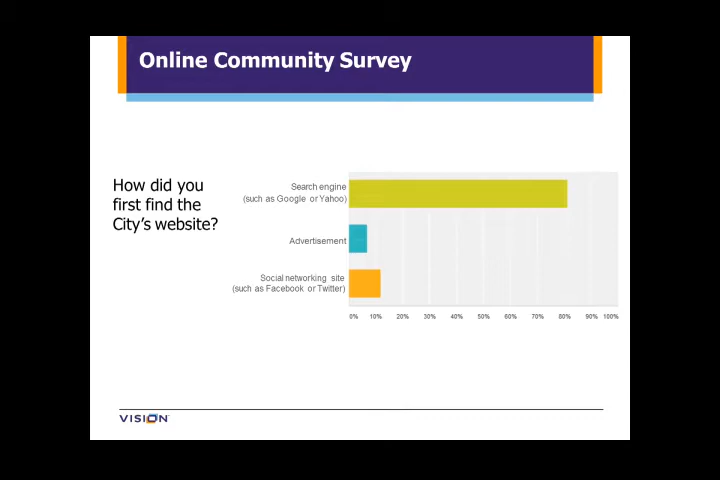 Online Community Survey
How did you
first find the
City's website?
Search engine
(such as Google or Yahoo)
Advertisement
Social networking site
(such as Facebook or Twitter)
0% 10% 20% 30% 40% 50% 60% 70% 80% 90% 100%
VISION